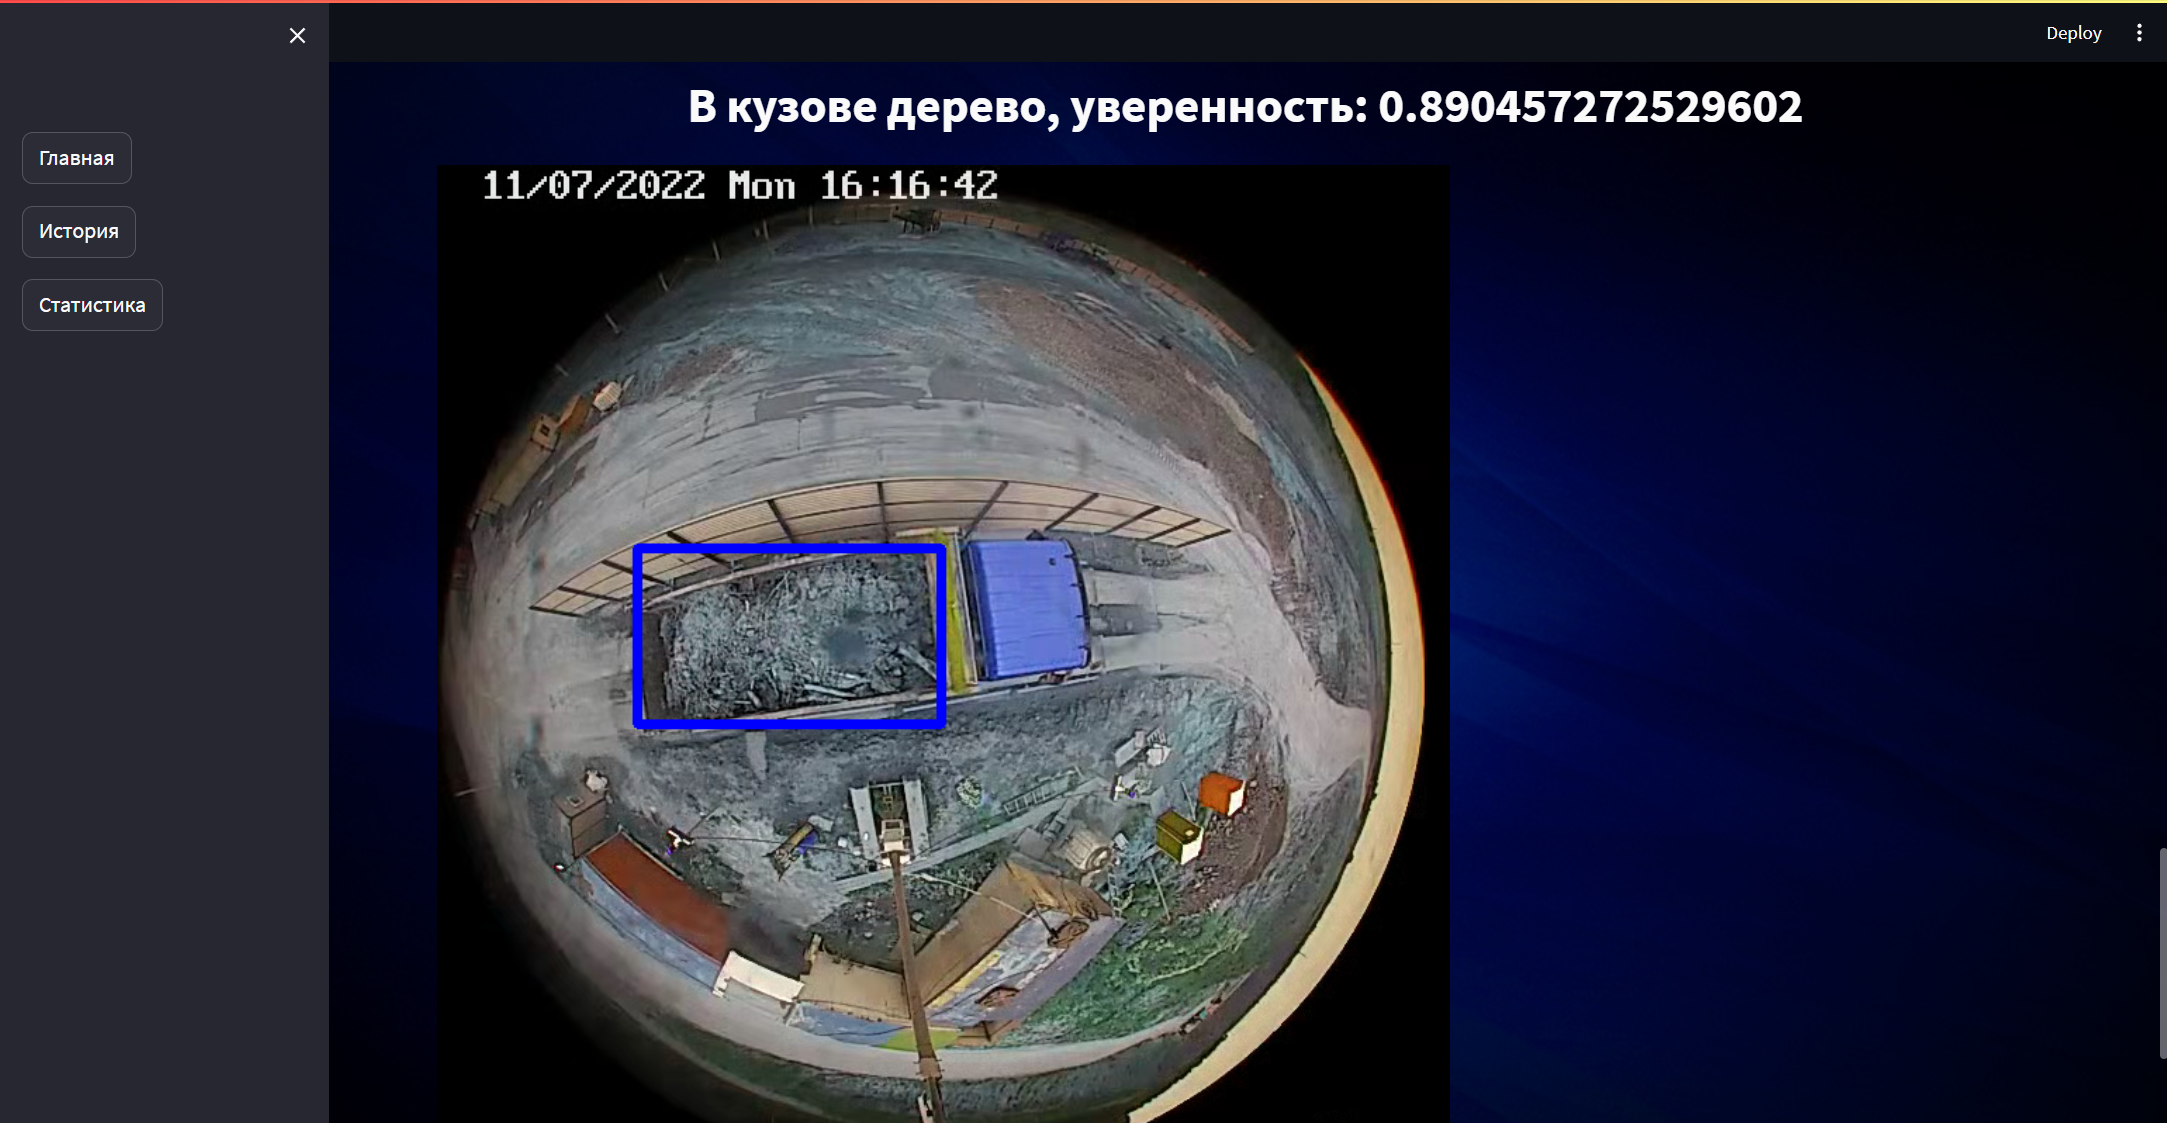 Deploy
Главная
История
Статистика
В кузове дерево, уверенность: 0.890457272529602
11/07/2022 Mon 16:16:42